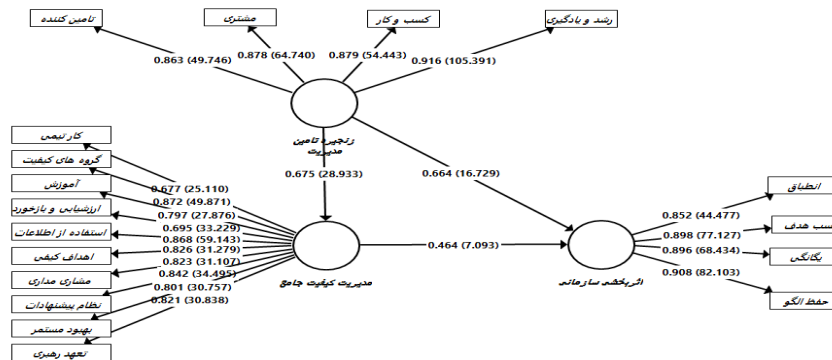 تامین کننده
مشتری
کسب و کار
رشد و یادگیری
0.863 (49.746)
0.878 (64.740)
0.879 (54.443)
0.916 (105.391)
زنجیره تامین
مدیریت
0.675 (28.933)
0.664 (16.729)
کار تیمی
گروه های کیفیت
آموزش
ارزشیابی و بازخورد
استفاده از اطلاعات
اهداف کیفی
مشاری مداری
نظام پیشنهادات
بهبود مستمر
تعهد رهبری
0.677 (25.110)
0.872 (49.871)
0.797 (27.876)
0.695 (33.229)
0.868 (59.143)
0.826 (31.279)
0.823 (31.107)
0.842 (34.495)
0.801 (30.757)
0.821 (30.838)
مدیریت کیفیت جامع
0.464 (7.093)
اثربخشی سازمانی
0.852 (44.477)
0.898 (77.127)
0.896 (68.434)
0.908 (82.103)
انطباق
سب هدف
یگانگی
حفظ الگو